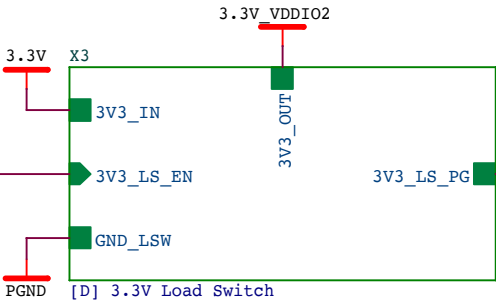 3.3V_VDDIO2
3.3V
X3
3V3_IN
3V3_OUT
3V3_LS_EN
3V3_LS_PG
GND_LSW
PGND
[D] 3.3V Load Switch